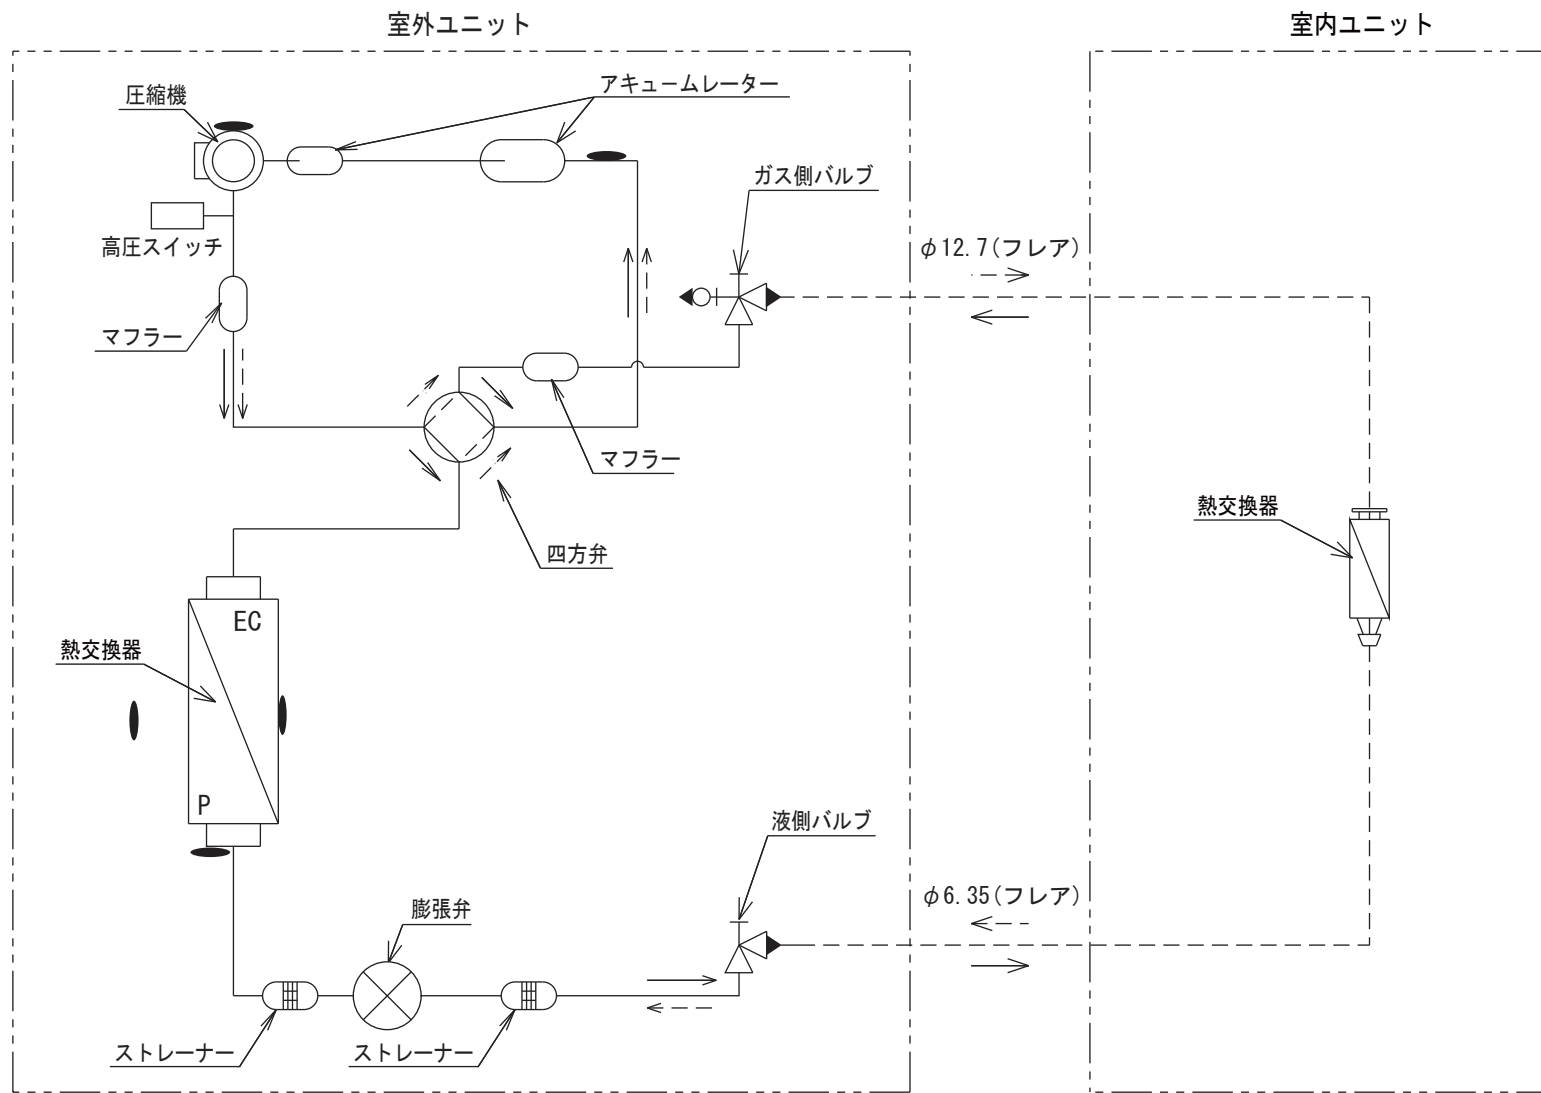 室外ユニット
室内ユニット
圧縮機
アキュームレーター
ガス側バルブ
高圧スイッチ
φ12.7(フレア)
マフラー
マフラー
四方弁
熱交換器
EC
熱交換器
P
液側バルブ
φ6.35(フレア)
膨張弁
ストレーナー
ストレーナー